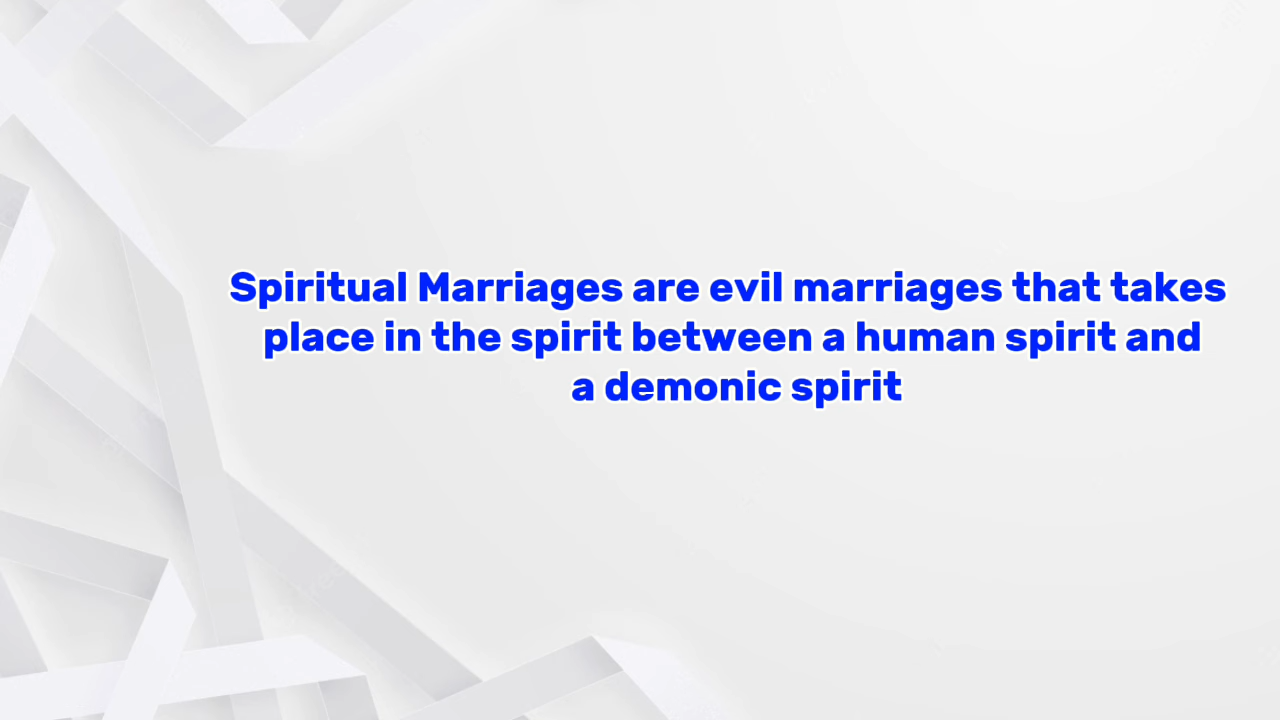 Spiritual Marriages are evil marriages that takes
place in the spirit between a human spirit and
a demonic spirit